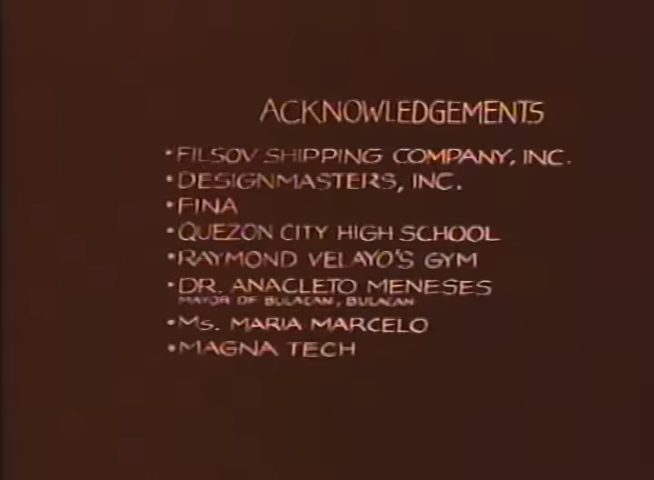 ACKNOWLEDGEMENTS
•FILSOV SHIPPING COMPANY, INC.
•DESIGNMASTERS, INC.
•FINA
•QUEZON CITY HIGH SCHOOL
•RAYMOND VELAYO'S GYM
•DR. ANACLETO MENESES
MAYOR OF BULACAN, BULACAN
•Ms. MARIA MARCELO
•MAGNA TECH